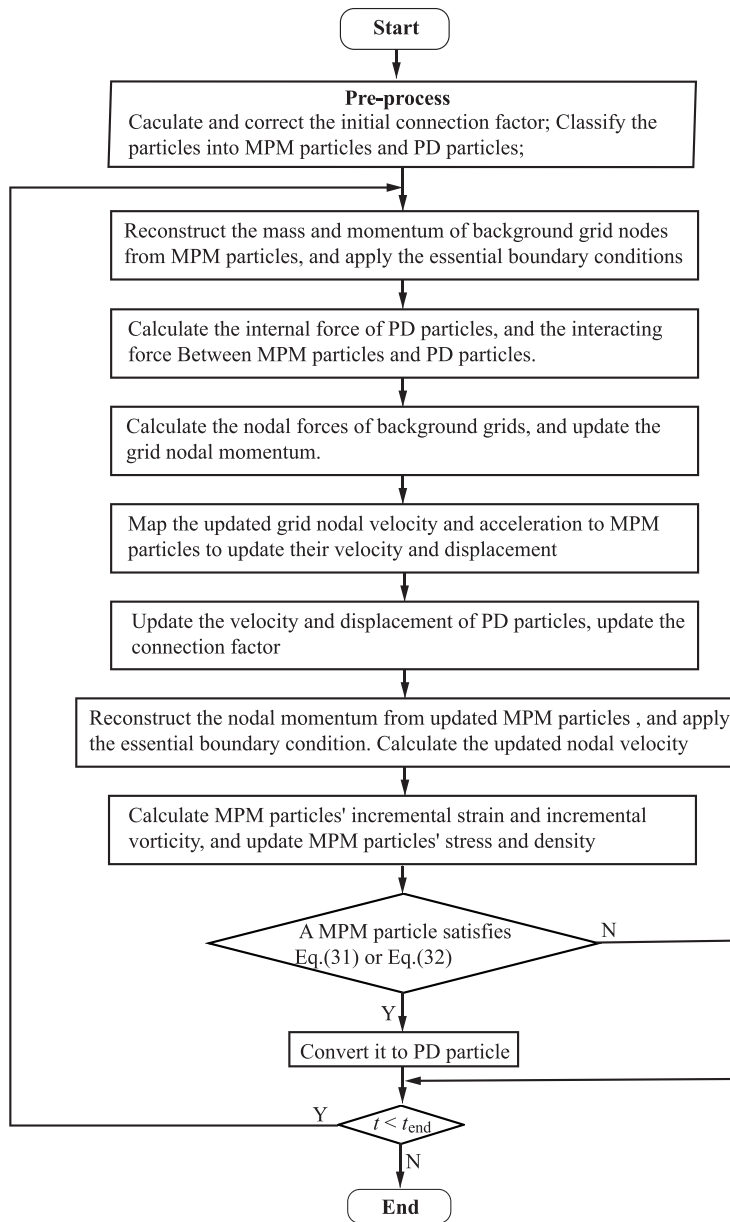 Start
Pre-process
Caculate and correct the initial connection factor; Classify the
particles into MPM particles and PD particles;
Reconstruct the mass and momentum of background grid nodes
from MPM particles, and apply the essential boundary conditions
Calculate the internal force of PD particles, and the interacting
force Between MPM particles and PD particles.
Calculate the nodal forces of background grids, and update the
grid nodal momentum.
Map the updated grid nodal velocity and acceleration to MPM
particles to update their velocity and displacement
Update the velocity and displacement of PD particles, update the
connection factor
Reconstruct the nodal momentum from updated MPM particles , and apply
the essential boundary condition. Calculate the updated nodal velocity
Calculate MPM particles' incremental strain and incremental
vorticity, and update MPM particles' stress and density
A MPM particle satisfies
Eq.(31) or Eq.(32)
N
Y
Convert it to PD particle
Y
t < t_end
N
End